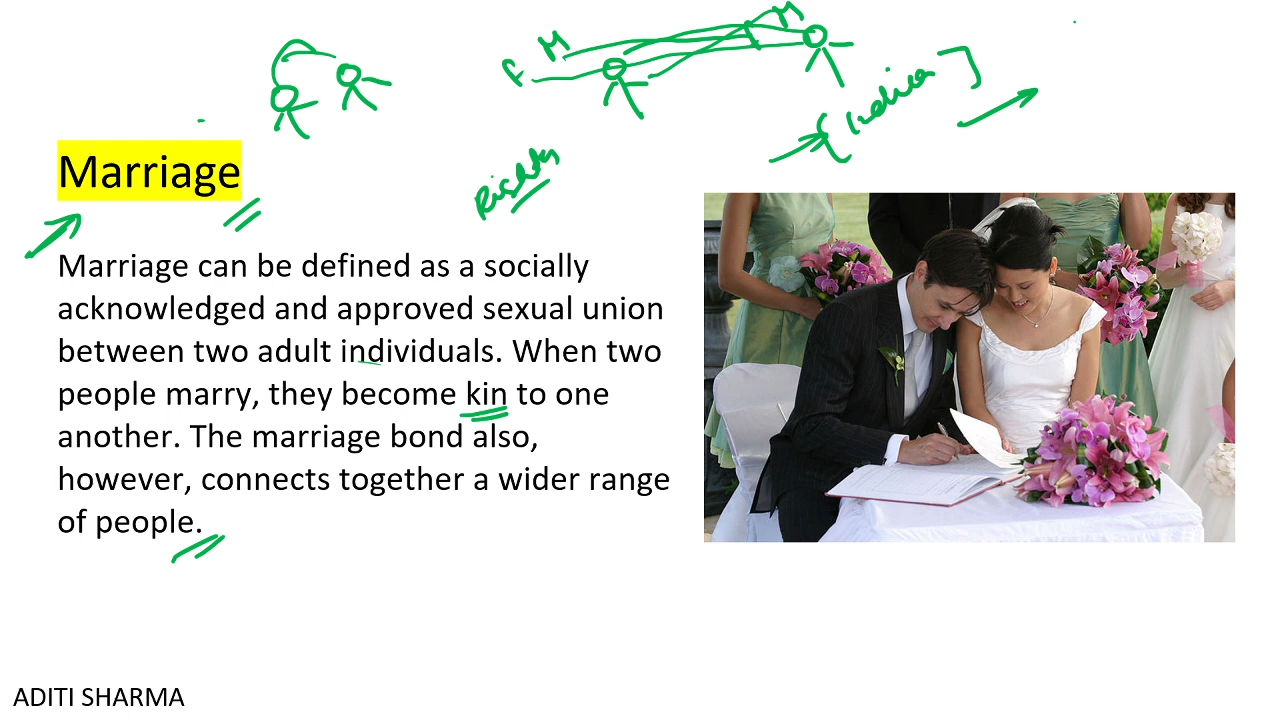 M
M
F
{India]
Rights
Marriage
Marriage can be defined as a socially
acknowledged and approved sexual union
between two adult individuals. When two
people marry, they become kin to one
another. The marriage bond also,
however, connects together a wider range
of people.
ADITI SHARMA